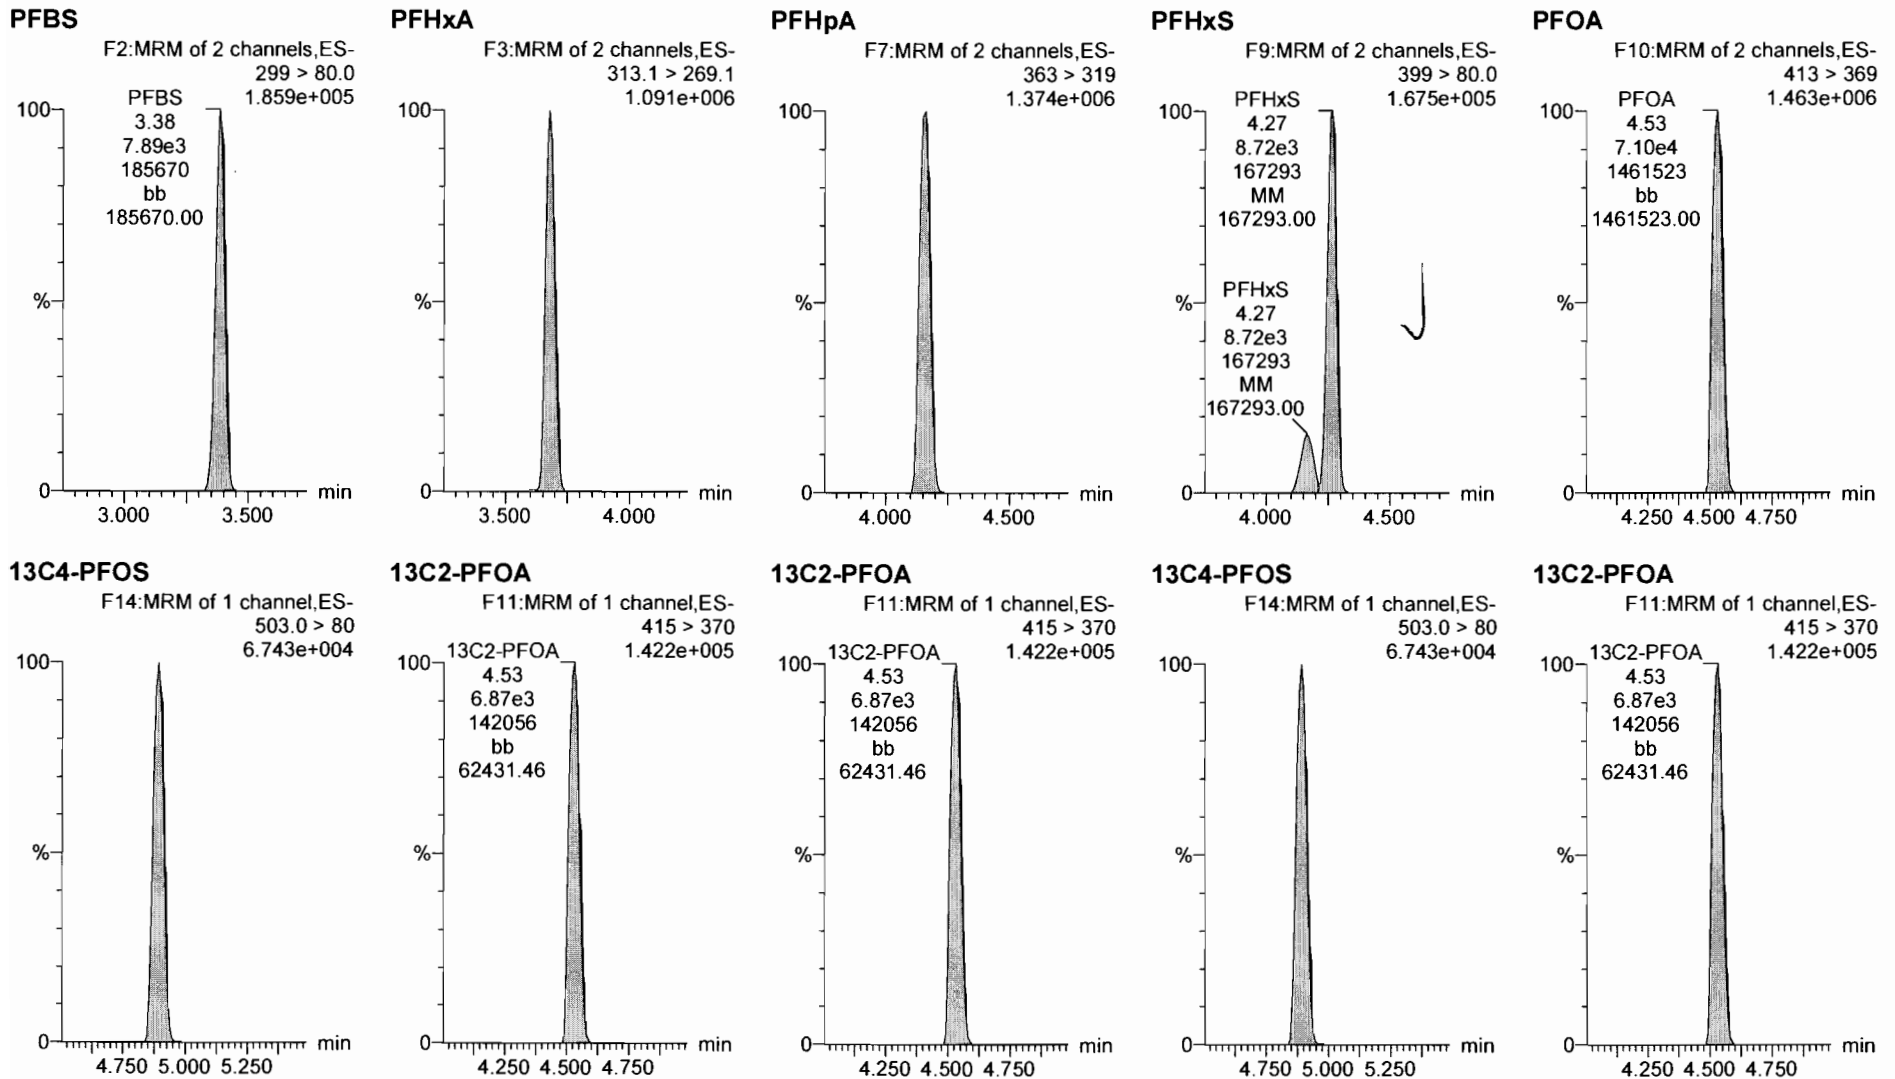 PFBS
F2:MRM of 2 channels,ES-
299 > 80.0
1.859e+005
PFBS
3.38
7.89e3
185670
bb
185670.00
100
%
0
3.000 3.500
min
PFHxA
F3:MRM of 2 channels,ES-
313.1 > 269.1
1.091e+006
100
%
0
3.500 4.000
min
PFHpA
F7:MRM of 2 channels,ES-
363 > 319
1.374e+006
100
%
0
4.000 4.500
min
PFHxS
F9:MRM of 2 channels,ES-
399 > 80.0
1.675e+005
PFHxS
4.27
8.72e3
167293
MM
167293.00
PFHxS
4.27
8.72e3
167293
MM
167293.00
100
%
0
4.000 4.500
min
PFOA
F10:MRM of 2 channels,ES-
413 > 369
1.463e+006
PFOA
4.53
7.10e4
1461523
bb
1461523.00
100
%
0
4.250 4.500 4.750
min
13C4-PFOS
F14:MRM of 1 channel,ES-
503.0 > 80
6.743e+004
100
%
0
4.750 5.000 5.250
min
13C2-PFOA
F11:MRM of 1 channel,ES-
415 > 370
1.422e+005
13C2-PFOA
4.53
6.87e3
142056
bb
62431.46
100
%
0
4.250 4.500 4.750
min
13C2-PFOA
F11:MRM of 1 channel,ES-
415 > 370
1.422e+005
13C2-PFOA
4.53
6.87e3
142056
bb
62431.46
100
%
0
4.250 4.500 4.750
min
13C4-PFOS
F14:MRM of 1 channel,ES-
503.0 > 80
6.743e+004
100
%
0
4.750 5.000 5.250
min
13C2-PFOA
F11:MRM of 1 channel,ES-
415 > 370
1.422e+005
13C2-PFOA
4.53
6.87e3
142056
bb
62431.46
100
%
0
4.250 4.500 4.750
min